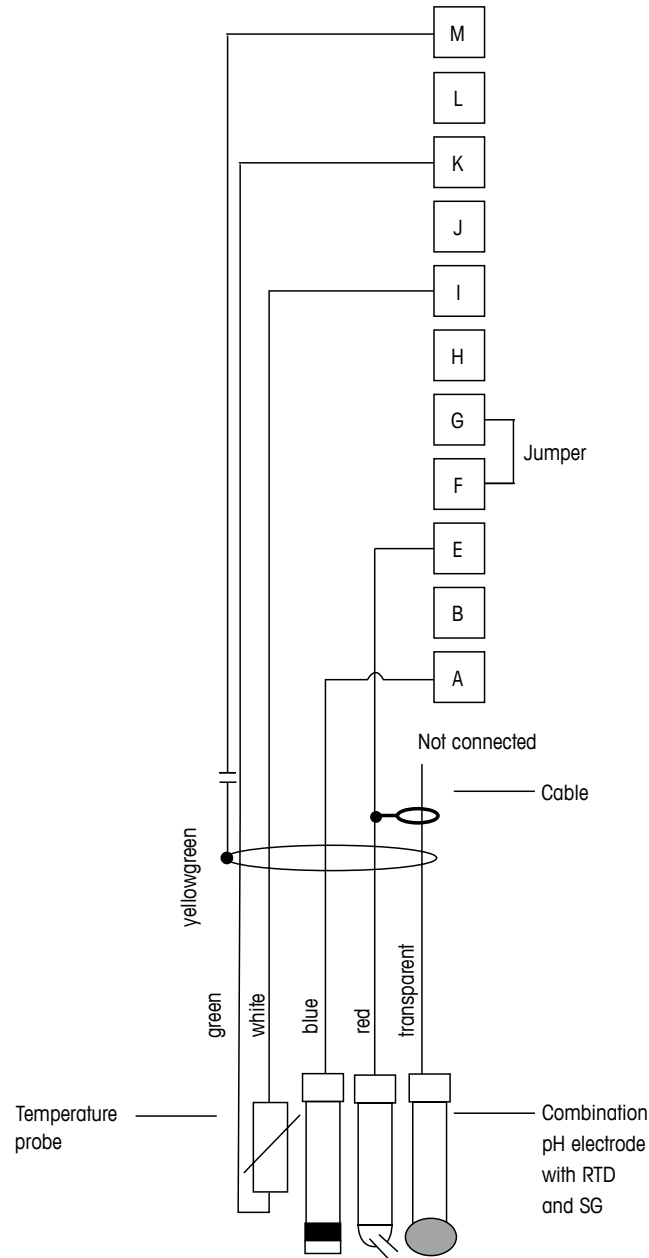 M
L
K
J
I
H
G
Jumper
F
E
B
A
Not connected
Cable
yellowgreen
green
white
blue
red
transparent
Temperature
probe
Combination
pH electrode
with RTD
and SG